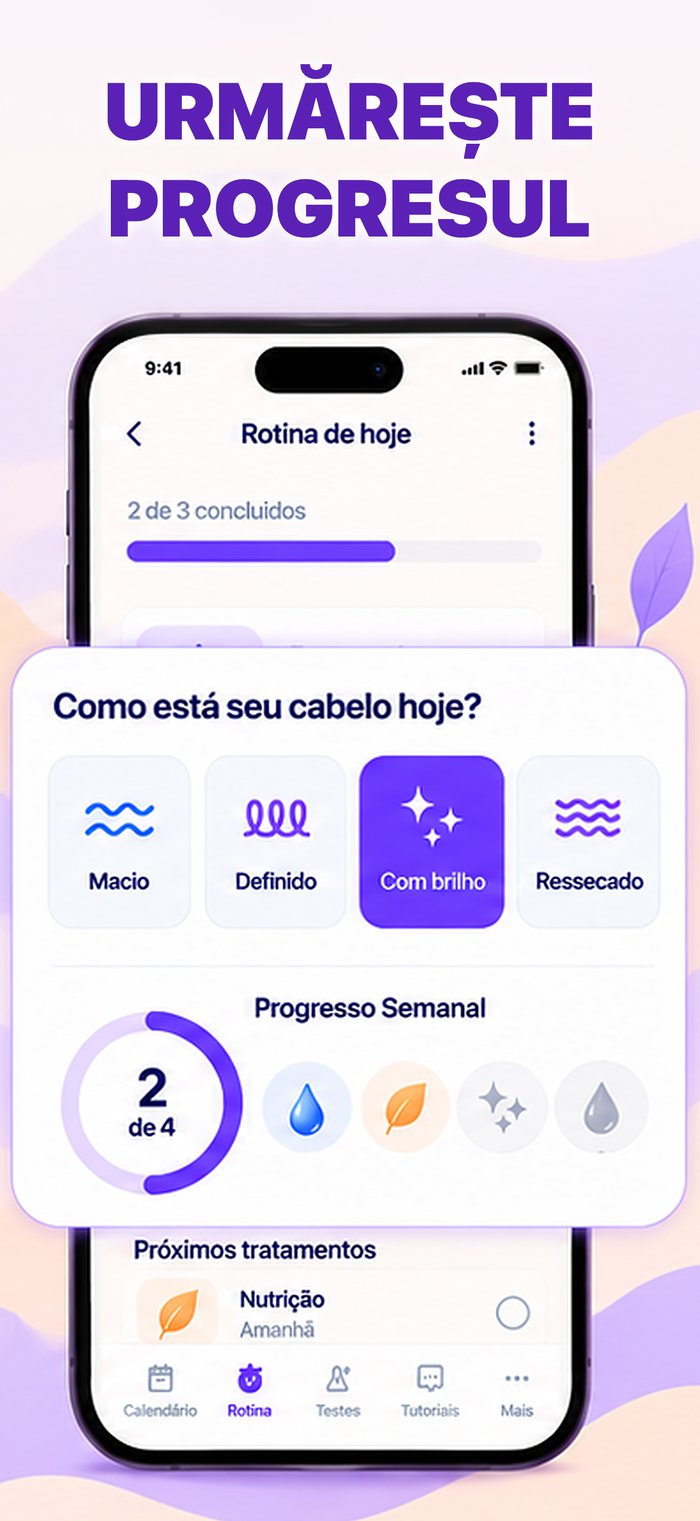 URMĂREȘTE
PROGRESUL
9:41
Rotina de hoje
2 de 3 concluidos
Como está seu cabelo hoje?
Macio
Definido
Com brilho
Ressecado
Progresso Semanal
2
de 4
Próximos tratamentos
Nutrição
Amanhã
Calendário
Rotina
Testes
Tutoriais
Mais